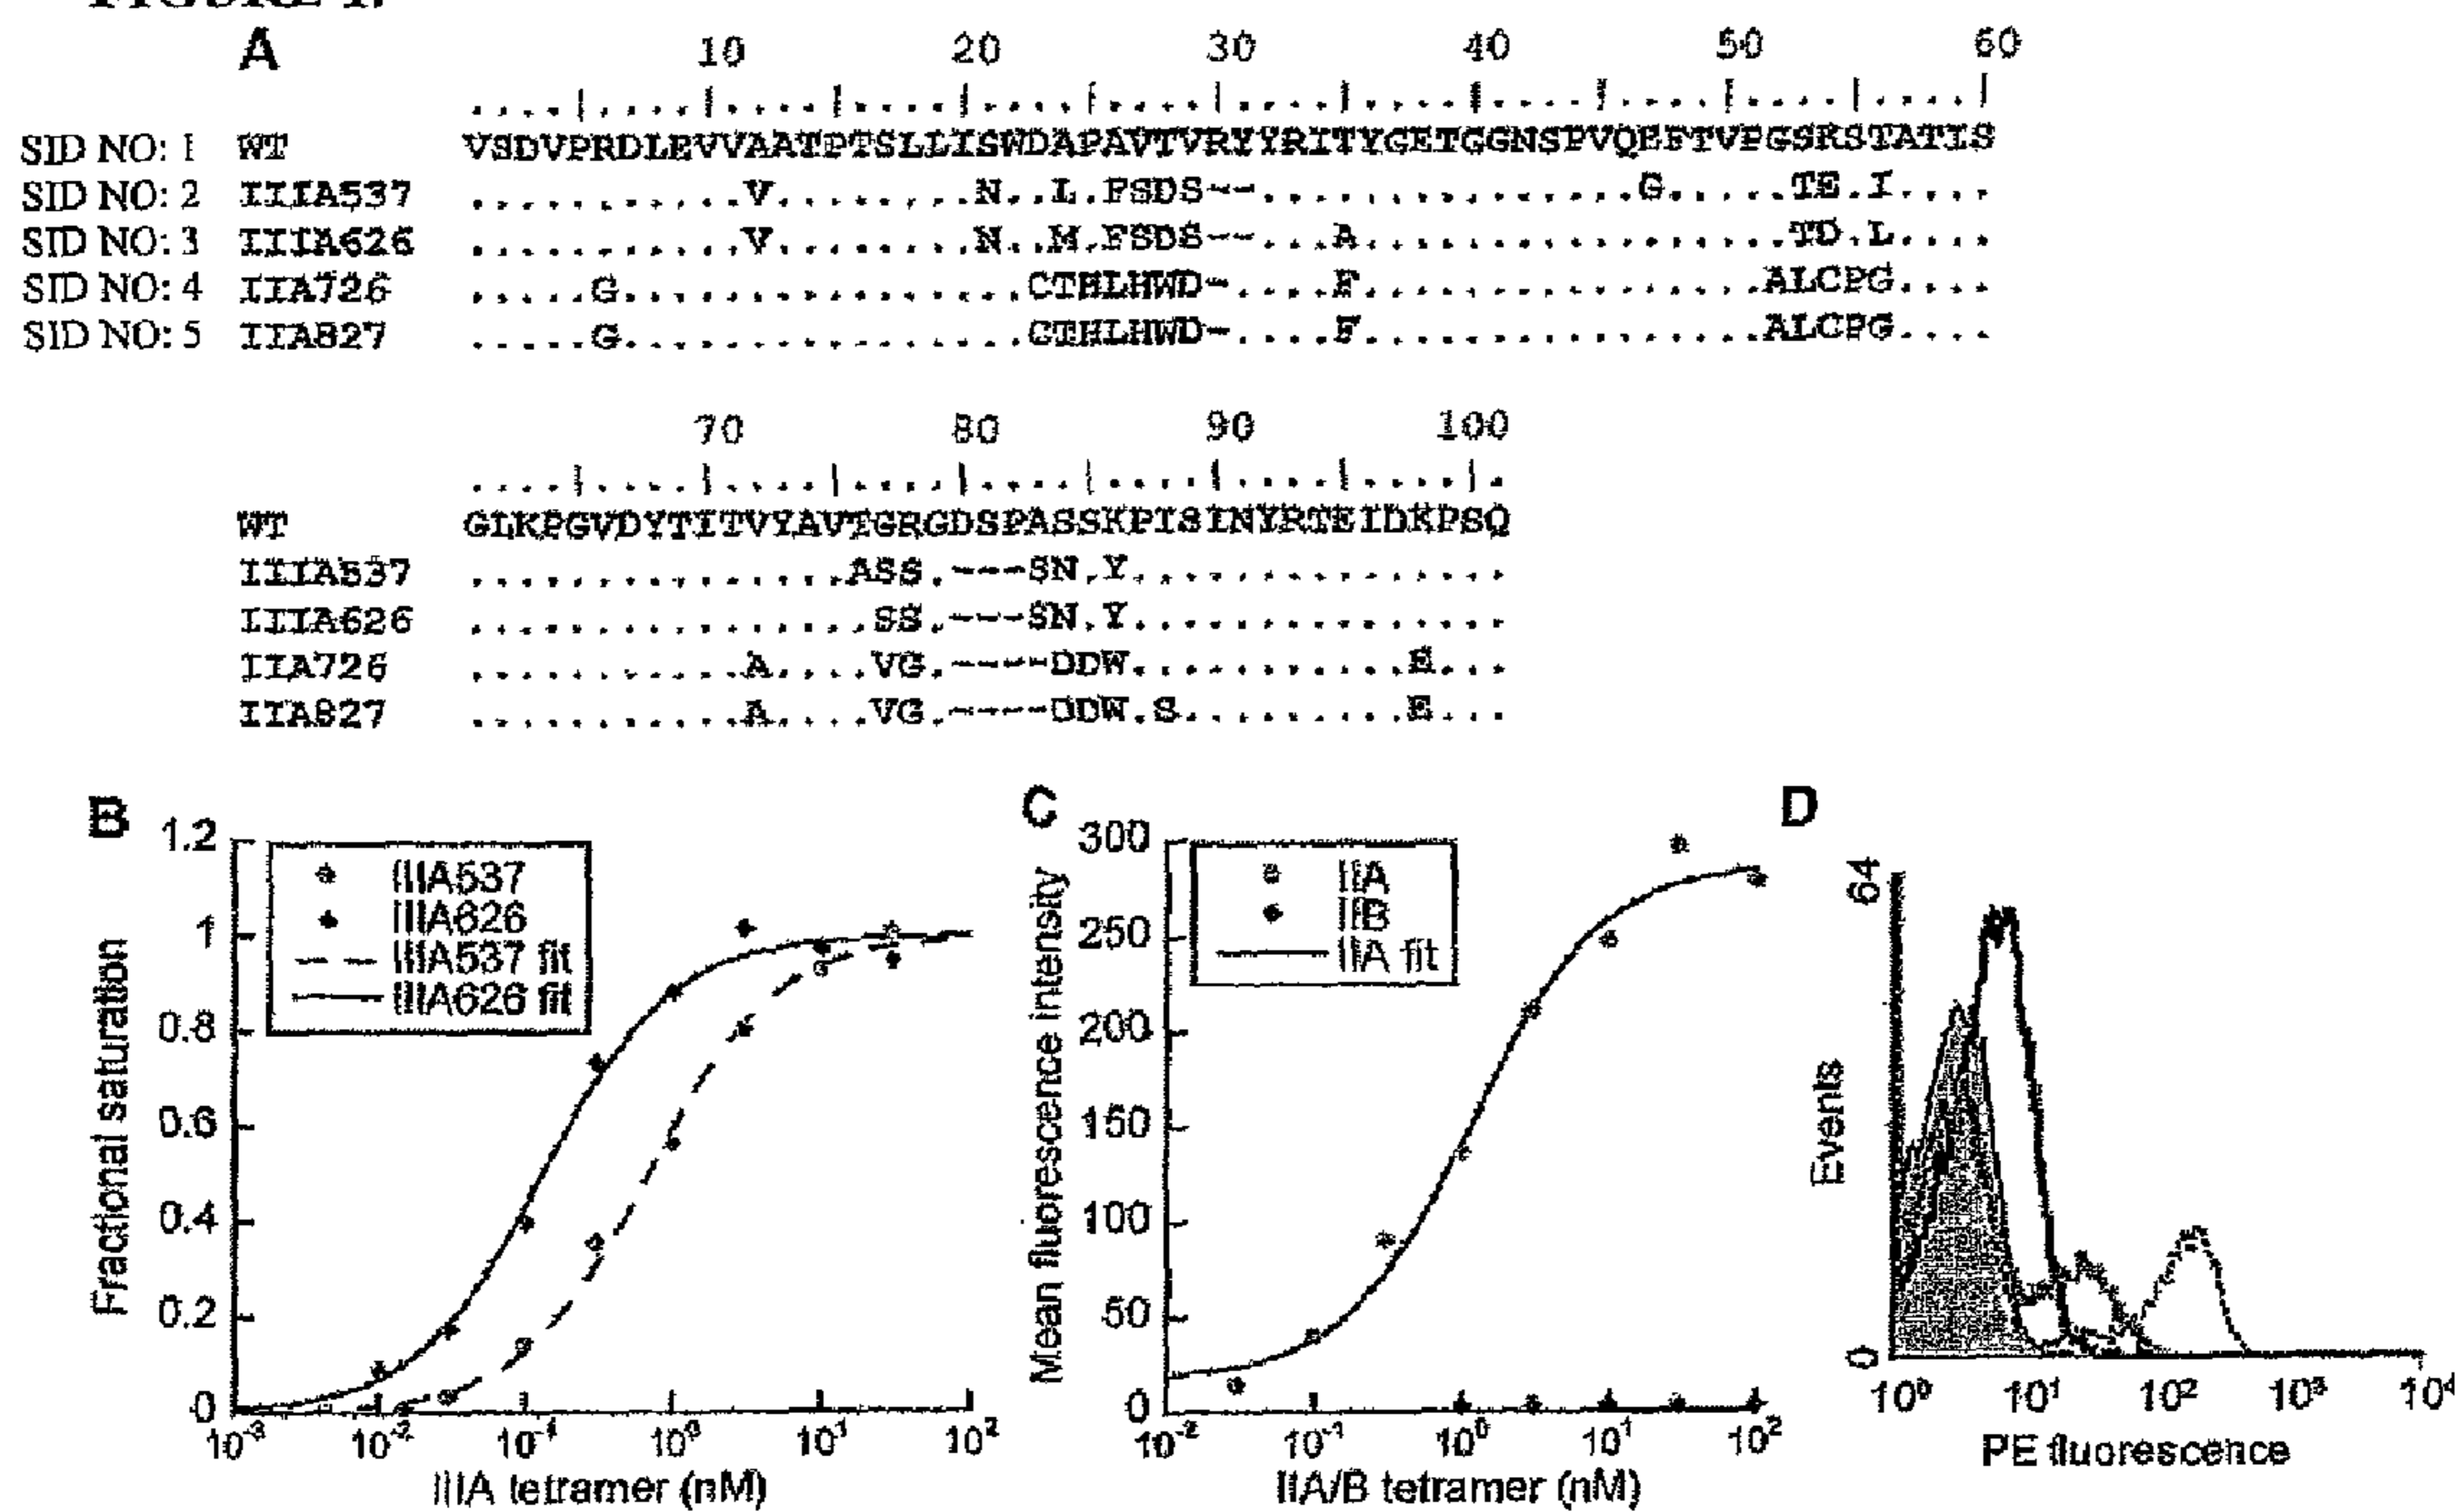 FIGURE 1.
A
10 20 30 40 50 60
....|....|....|....|....|....|....|....|....|....|....|....|
SID NO: 1 WT VSDVPRDLEVVAATPTSLLISWDAPAVTVRYYRITYGETGGNSPVQEFTVPGSKSTATIS
SID NO: 2 IIIA537 ...........V........N..L.FSDS--...............G.....TE.I....
SID NO: 3 IIIA626 ...........V........N..M.FSDS--...A.................TD.L....
SID NO: 4 IIA726 .....G................CTHLHWD-....F................ALCPG....
SID NO: 5 IIA827 .....G................CTHLHWD-....F................ALCPG....
70 80 90 100
....|....|....|....|....|....|....|....|.
WT GLKPGVDYTITVYAVTGRGDSPASSKPISINYRTEIDKPSQ
IIIA537 ...............ASS.---SN.Y...............
IIIA626 ................SS.---SN.Y...............
IIA726 ...........A....VG.----DDW...........E...
IIA827 ...........A....VG.----DDW.S.........E...
B
1.2
1
0.8
0.6
0.4
0.2
0
Fractional saturation
IIIA537
IIIA626
IIIA537 fit
IIIA626 fit
10⁻³ 10⁻² 10⁻¹ 10⁰ 10¹ 10²
IIIA tetramer (nM)
C
300
250
200
150
100
50
0
Mean fluorescence intensity
IIA
IIB
IIA fit
10⁻² 10⁻¹ 10⁰ 10¹ 10²
IIA/B tetramer (nM)
D
64
0
Events
10⁰ 10¹ 10² 10³ 10⁴
PE fluorescence